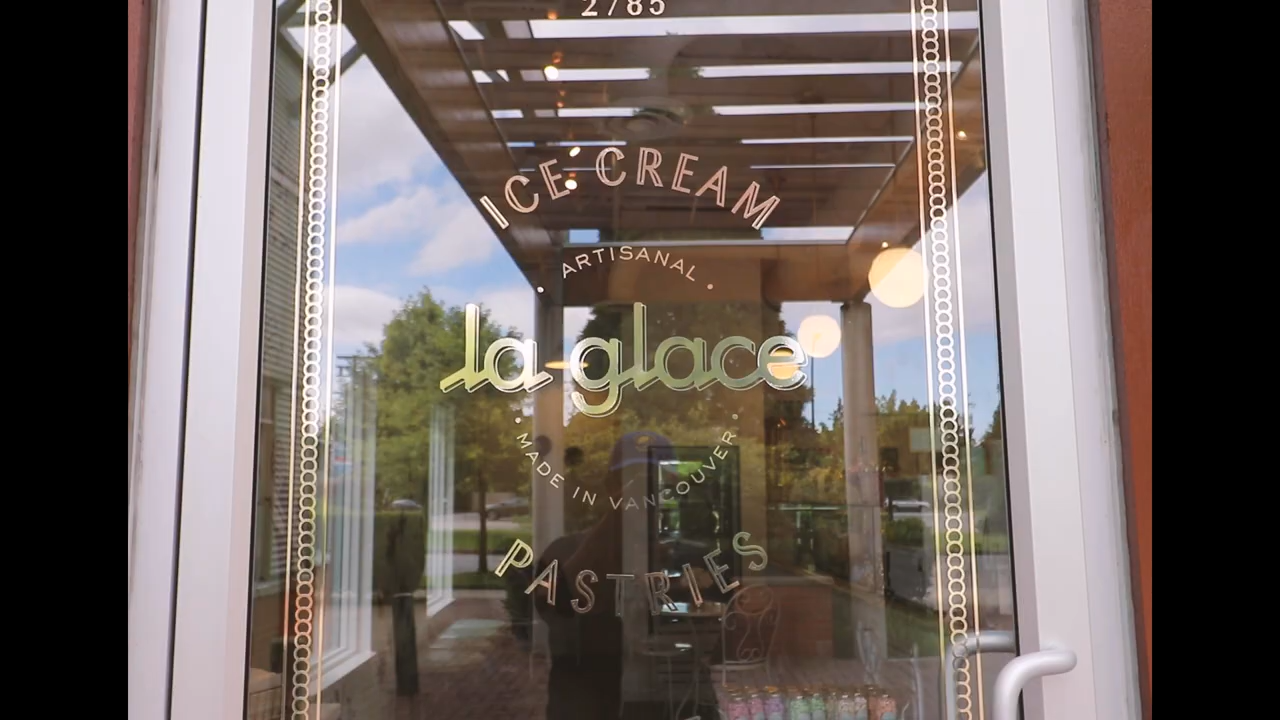 2785
ICE CREAM
• ARTISANAL •
la glace
• MADE IN VANCOUVER •
PASTRIES